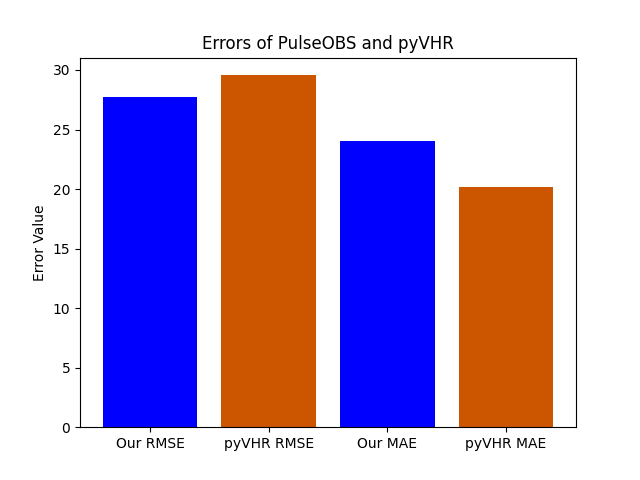 Errors of PulseOBS and pyVHR
Error Value
30
25
20
15
10
5
0
Our RMSE
pyVHR RMSE
Our MAE
pyVHR MAE